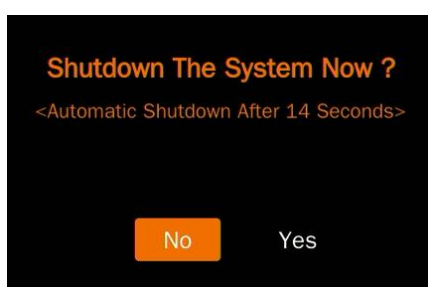 Shutdown The System Now ?
<Automatic Shutdown After 14 Seconds>
No Yes